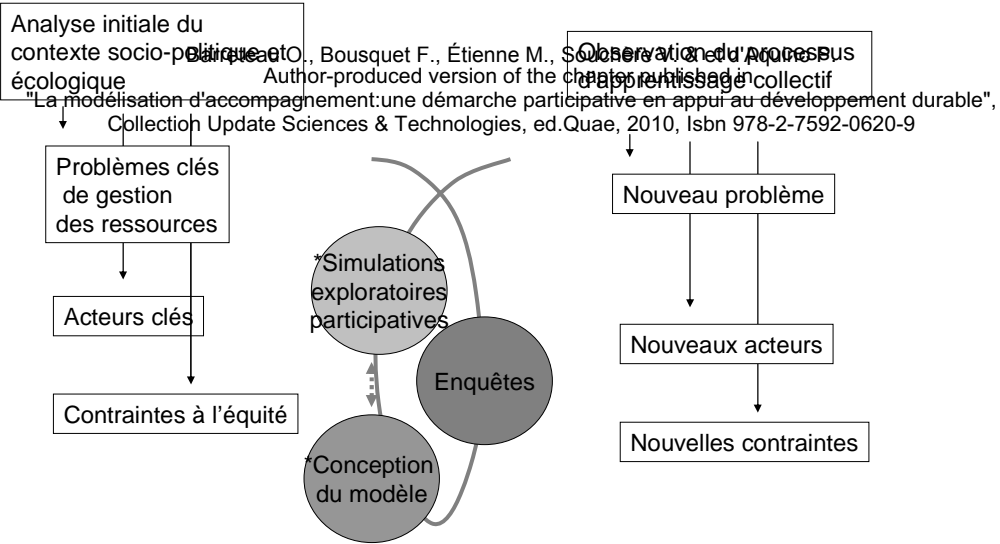 Analyse initiale du
contexte socio-politique et
écologique
Barreteau O., Bousquet F., Étienne M., Souchère V. & et d'Aquino P.
Author-produced version of the chapter published in
"La modélisation d'accompagnement:une démarche participative en appui au développement durable",
Collection Update Sciences & Technologies, ed.Quae, 2010, Isbn 978-2-7592-0620-9
Observation du processus
d'apprentissage collectif
Problèmes clés
de gestion
des ressources
Acteurs clés
Contraintes à l'équité
*Simulations
exploratoires
participatives
Enquêtes
*Conception
du modèle
Nouveau problème
Nouveaux acteurs
Nouvelles contraintes